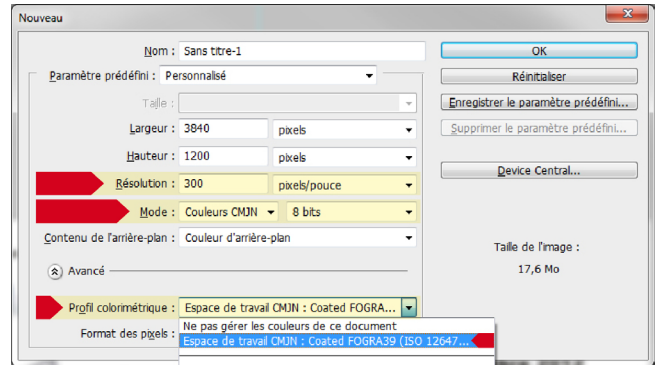 Nouveau
Nom : Sans titre-1
OK
Paramètre prédéfini : Personnalisé
Réinitialiser
Taille :
Enregistrer le paramètre prédéfini...
Largeur : 3840 pixels
Supprimer le paramètre prédéfini...
Hauteur : 1200 pixels
Device Central...
Résolution : 300 pixels/pouce
Mode : Couleurs CMJN 8 bits
Contenu de l'arrière-plan : Couleur d'arrière-plan
Taille de l'image :
17,6 Mo
Avancé
Profil colorimétrique : Espace de travail CMJN : Coated FOGRA...
Ne pas gérer les couleurs de ce document
Format des pixels : Espace de travail CMJN : Coated FOGRA39 (ISO 12647...